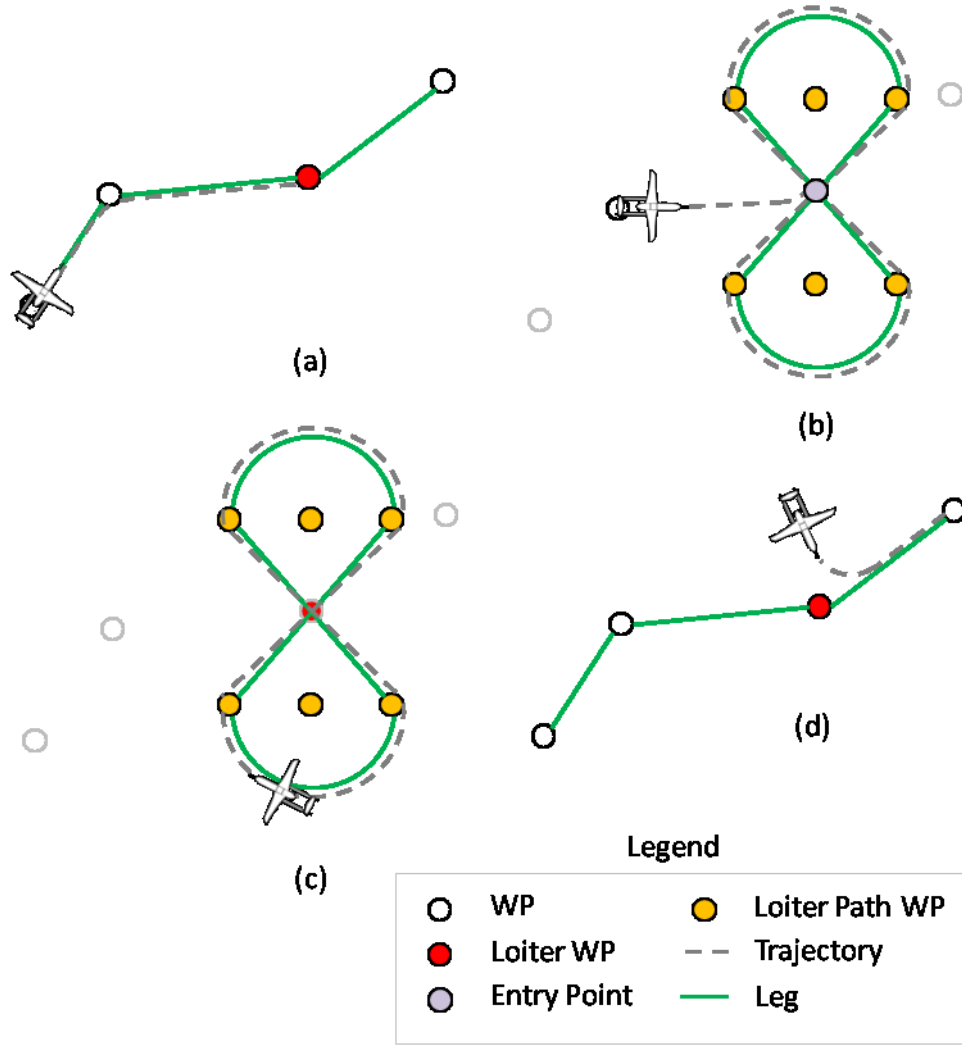 (a)
(b)
(c)
(d)
Legend
WP
Loiter Path WP
Loiter WP
Trajectory
Entry Point
Leg